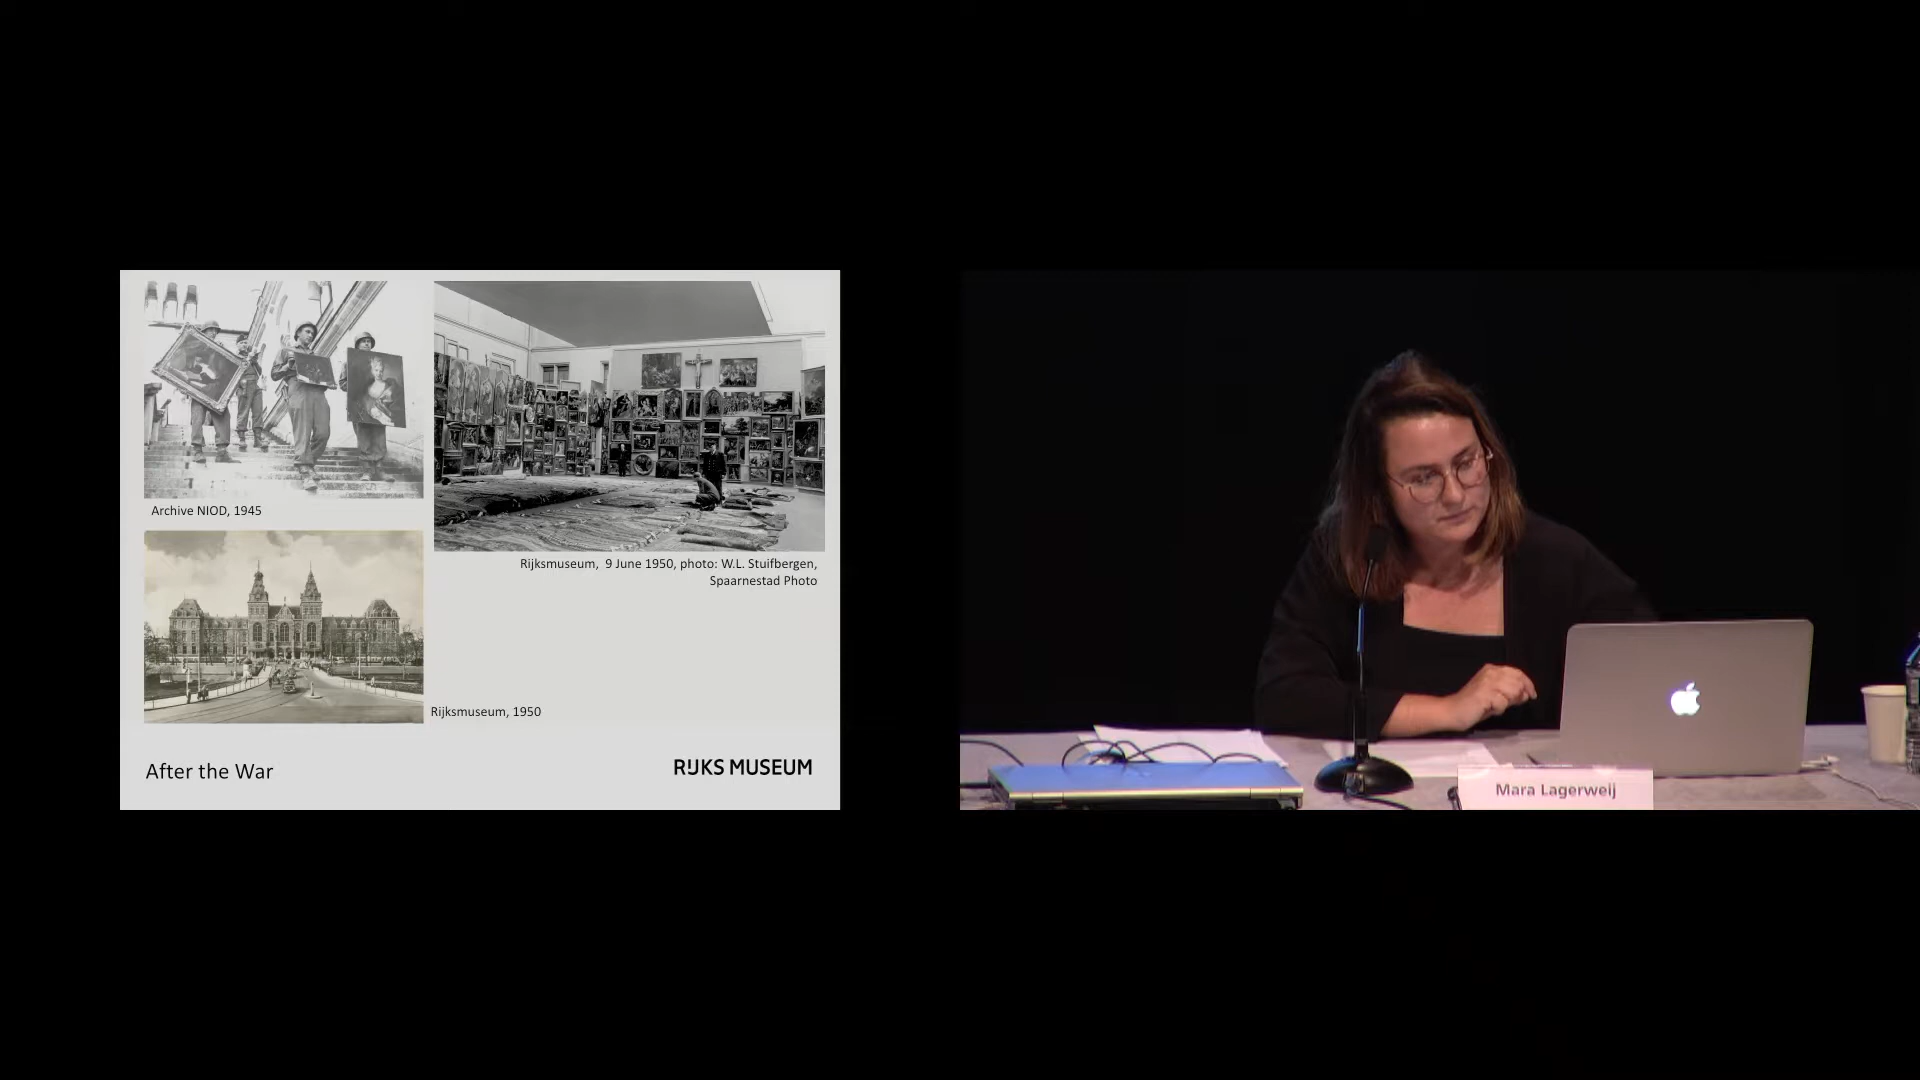 Archive NIOD, 1945
Rijksmuseum,  9 June 1950, photo: W.L. Stuifbergen,
Spaarnestad Photo
Rijksmuseum, 1950
After the War
RIJKS MUSEUM
Mara Lagerweij